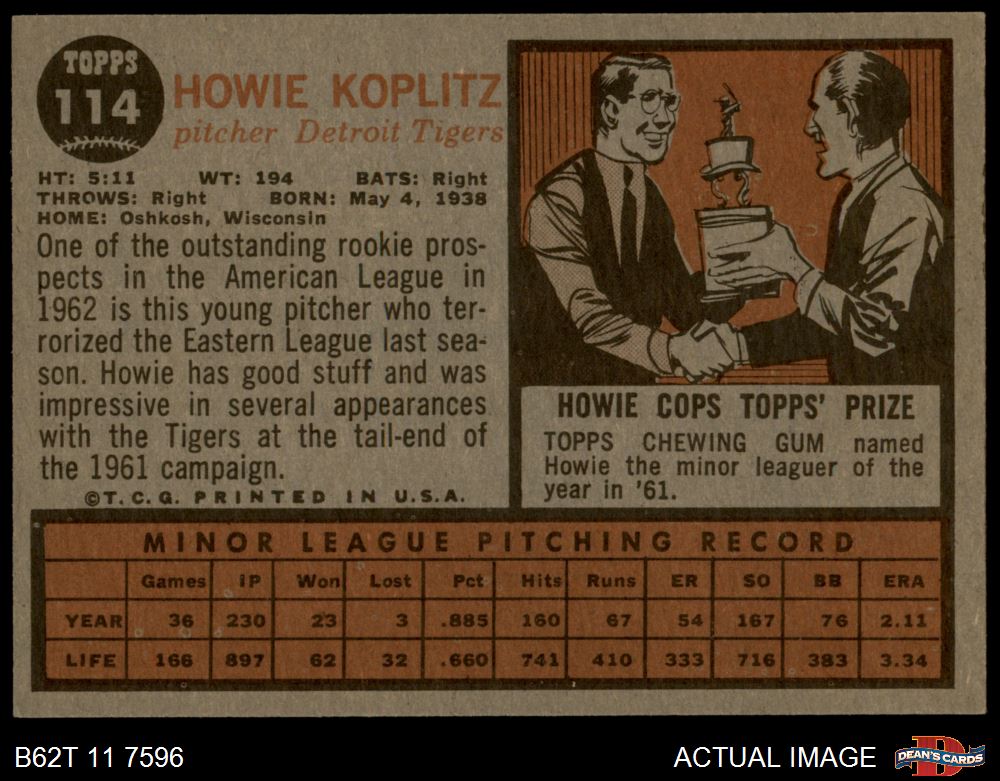 TOPPS
114
HOWIE KOPLITZ
pitcher Detroit Tigers
HT: 5:11 WT: 194 BATS: Right
THROWS: Right BORN: May 4, 1938
HOME: Oshkosh, Wisconsin
One of the outstanding rookie pros-
pects in the American League in
1962 is this young pitcher who ter-
rorized the Eastern League last sea-
son. Howie has good stuff and was
impressive in several appearances
with the Tigers at the tail-end of
the 1961 campaign.
©T.C.G. PRINTED IN U.S.A.
HOWIE COPS TOPPS' PRIZE
TOPPS CHEWING GUM named
Howie the minor leaguer of the
year in '61.
MINOR LEAGUE PITCHING RECORD
Games IP Won Lost Pct Hits Runs ER SO BB ERA
YEAR 36 230 23 3 .885 160 67 54 167 76 2.11
LIFE 166 897 62 32 .660 741 410 333 716 383 3.34
B62T 11 7596
ACTUAL IMAGE
D
DEAN'S CARDS